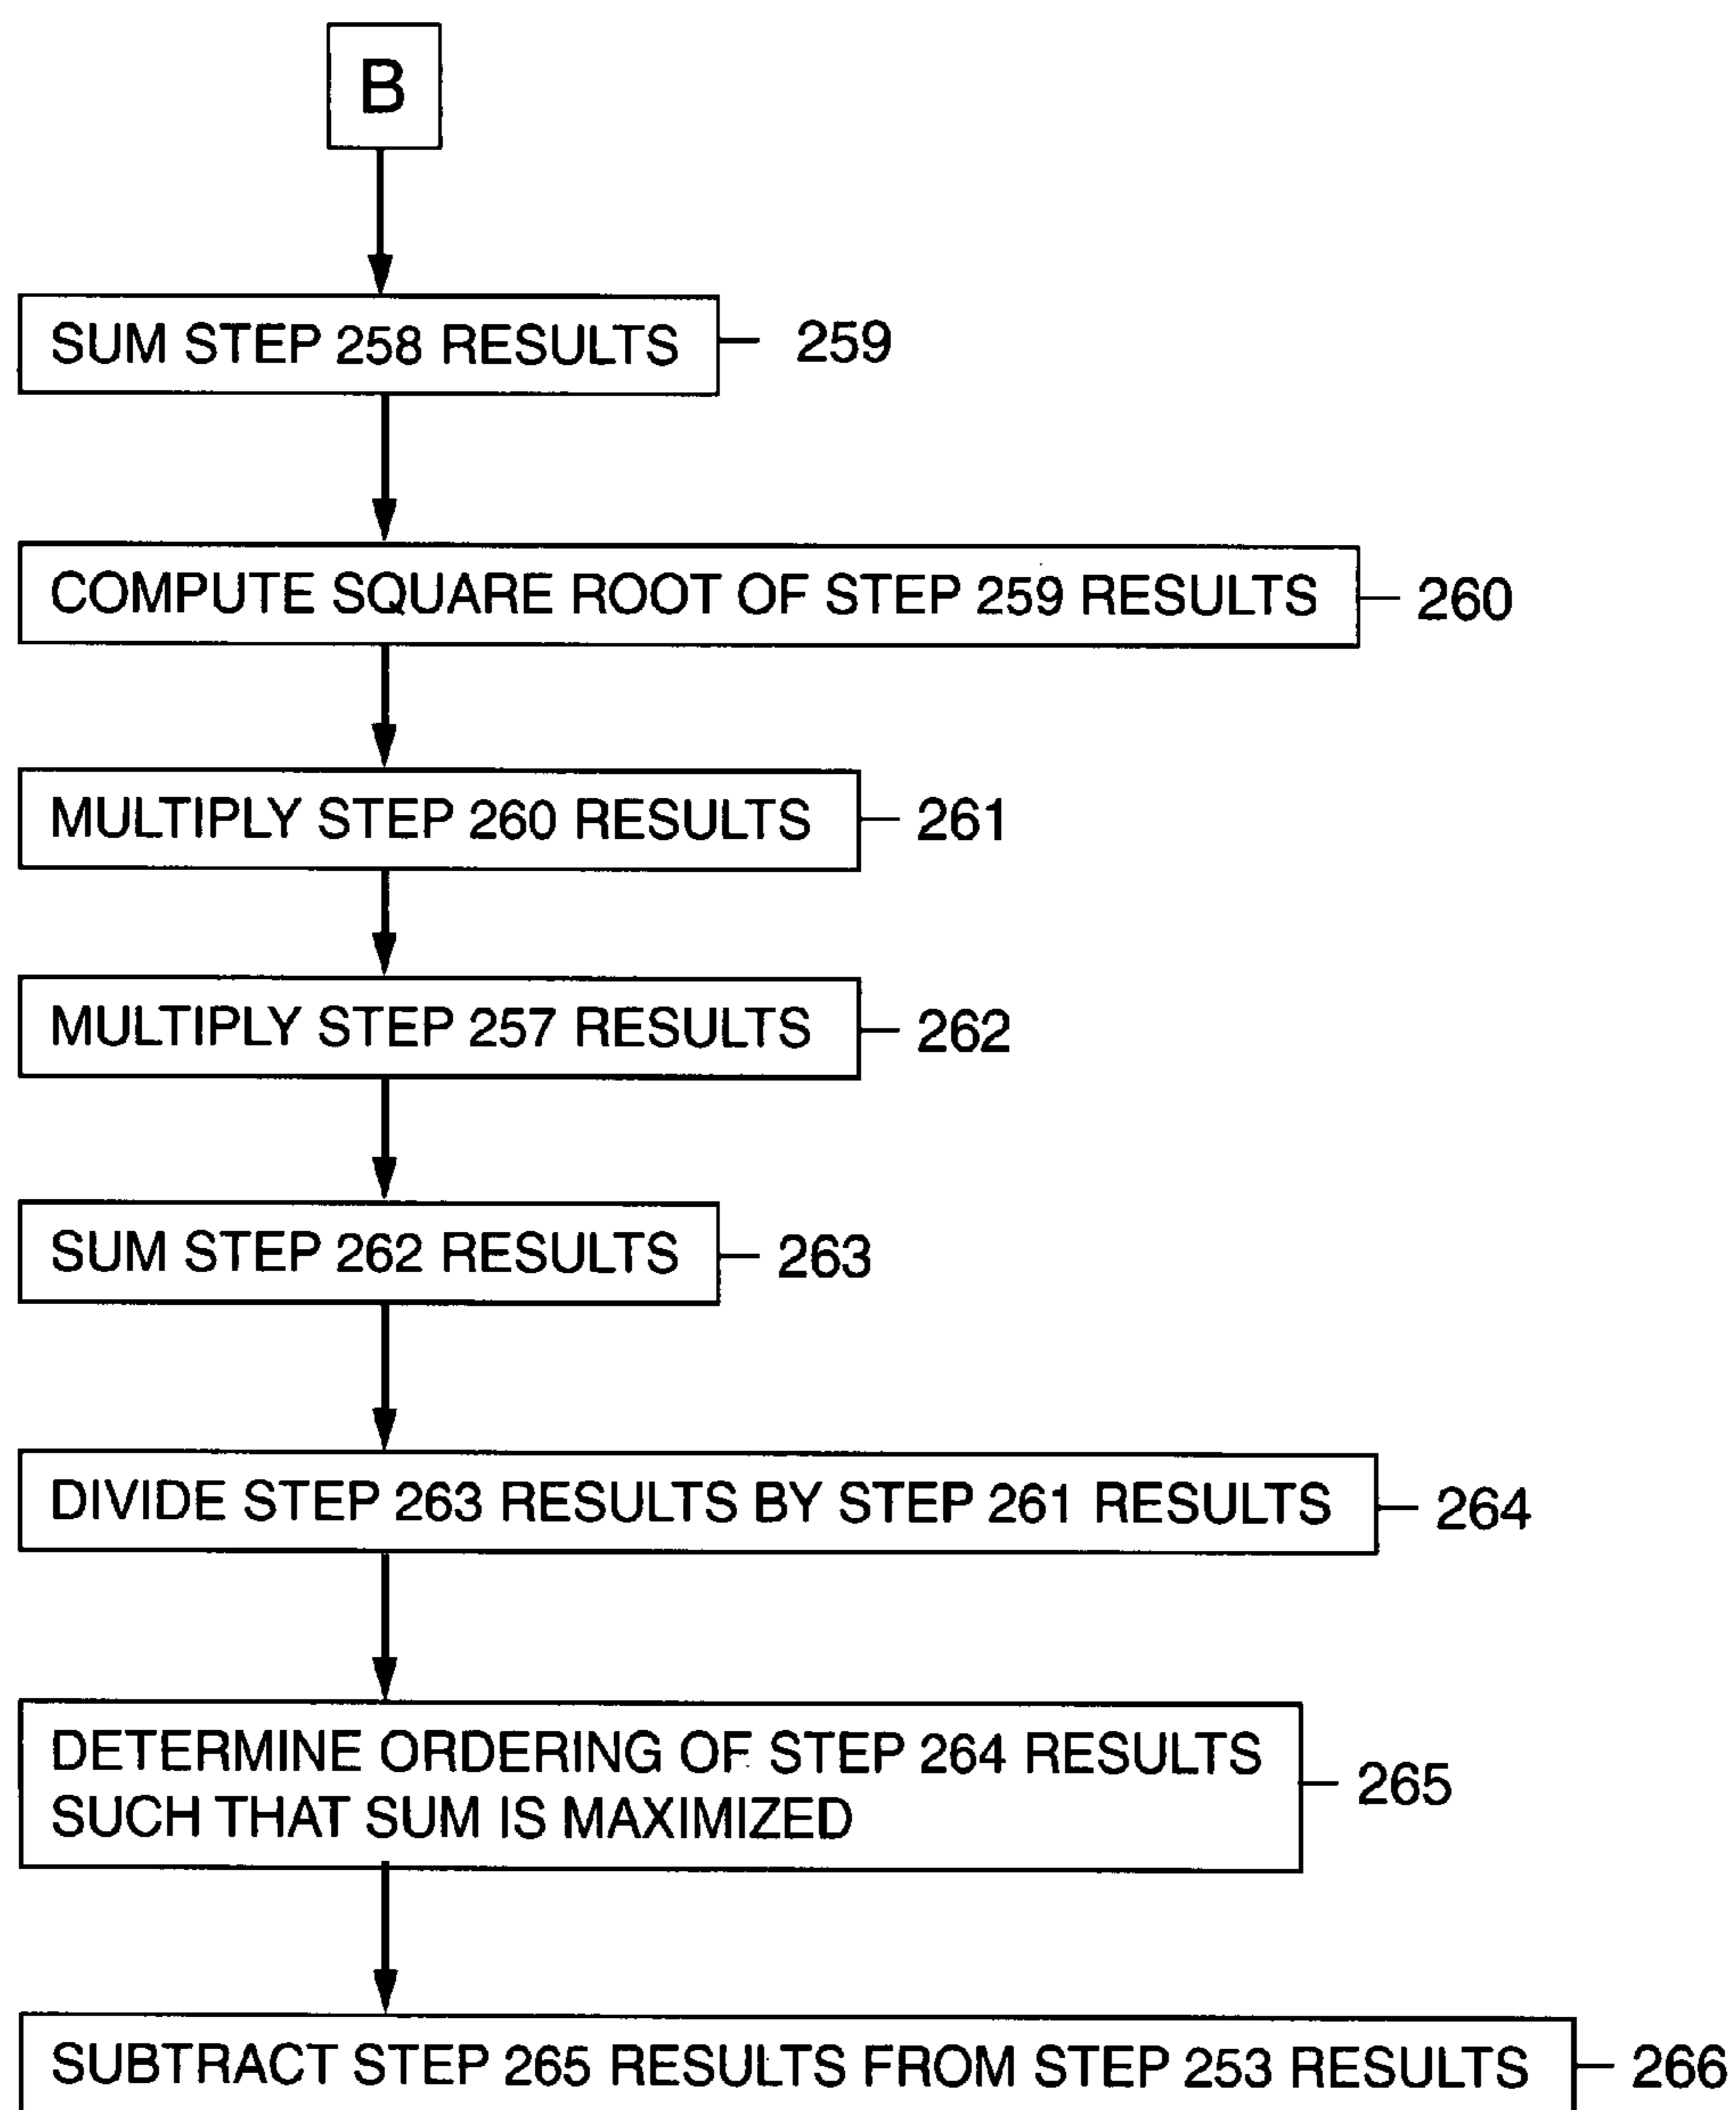 B
SUM STEP 258 RESULTS
259
COMPUTE SQUARE ROOT OF STEP 259 RESULTS
260
MULTIPLY STEP 260 RESULTS
261
MULTIPLY STEP 257 RESULTS
262
SUM STEP 262 RESULTS
263
DIVIDE STEP 263 RESULTS BY STEP 261 RESULTS
264
DETERMINE ORDERING OF STEP 264 RESULTS
SUCH THAT SUM IS MAXIMIZED
265
SUBTRACT STEP 265 RESULTS FROM STEP 253 RESULTS
266